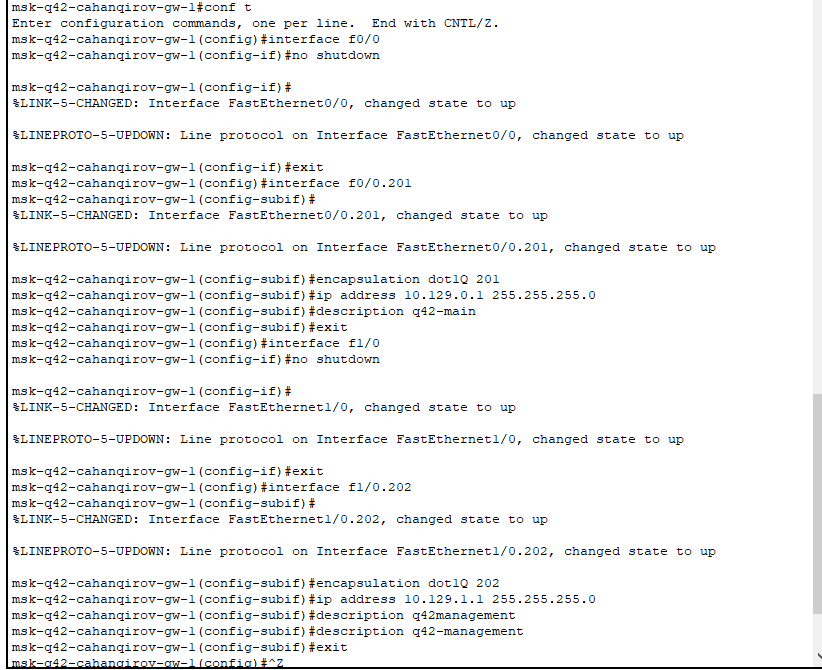 msk-q42-cahanqirov-gw-1#conf t
Enter configuration commands, one per line.  End with CNTL/Z.
msk-q42-cahanqirov-gw-1(config)#interface f0/0
msk-q42-cahanqirov-gw-1(config-if)#no shutdown
msk-q42-cahanqirov-gw-1(config-if)#
%LINK-5-CHANGED: Interface FastEthernet0/0, changed state to up
%LINEPROTO-5-UPDOWN: Line protocol on Interface FastEthernet0/0, changed state to up
msk-q42-cahanqirov-gw-1(config-if)#exit
msk-q42-cahanqirov-gw-1(config)#interface f0/0.201
msk-q42-cahanqirov-gw-1(config-subif)#
%LINK-5-CHANGED: Interface FastEthernet0/0.201, changed state to up
%LINEPROTO-5-UPDOWN: Line protocol on Interface FastEthernet0/0.201, changed state to up
msk-q42-cahanqirov-gw-1(config-subif)#encapsulation dot1Q 201
msk-q42-cahanqirov-gw-1(config-subif)#ip address 10.129.0.1 255.255.255.0
msk-q42-cahanqirov-gw-1(config-subif)#description q42-main
msk-q42-cahanqirov-gw-1(config-subif)#exit
msk-q42-cahanqirov-gw-1(config)#interface f1/0
msk-q42-cahanqirov-gw-1(config-if)#no shutdown
msk-q42-cahanqirov-gw-1(config-if)#
%LINK-5-CHANGED: Interface FastEthernet1/0, changed state to up
%LINEPROTO-5-UPDOWN: Line protocol on Interface FastEthernet1/0, changed state to up
msk-q42-cahanqirov-gw-1(config-if)#exit
msk-q42-cahanqirov-gw-1(config)#interface f1/0.202
msk-q42-cahanqirov-gw-1(config-subif)#
%LINK-5-CHANGED: Interface FastEthernet1/0.202, changed state to up
%LINEPROTO-5-UPDOWN: Line protocol on Interface FastEthernet1/0.202, changed state to up
msk-q42-cahanqirov-gw-1(config-subif)#encapsulation dot1Q 202
msk-q42-cahanqirov-gw-1(config-subif)#ip address 10.129.1.1 255.255.255.0
msk-q42-cahanqirov-gw-1(config-subif)#description q42management
msk-q42-cahanqirov-gw-1(config-subif)#description q42-management
msk-q42-cahanqirov-gw-1(config-subif)#exit
msk-q42-cahanqirov-gw-1(config)#^Z